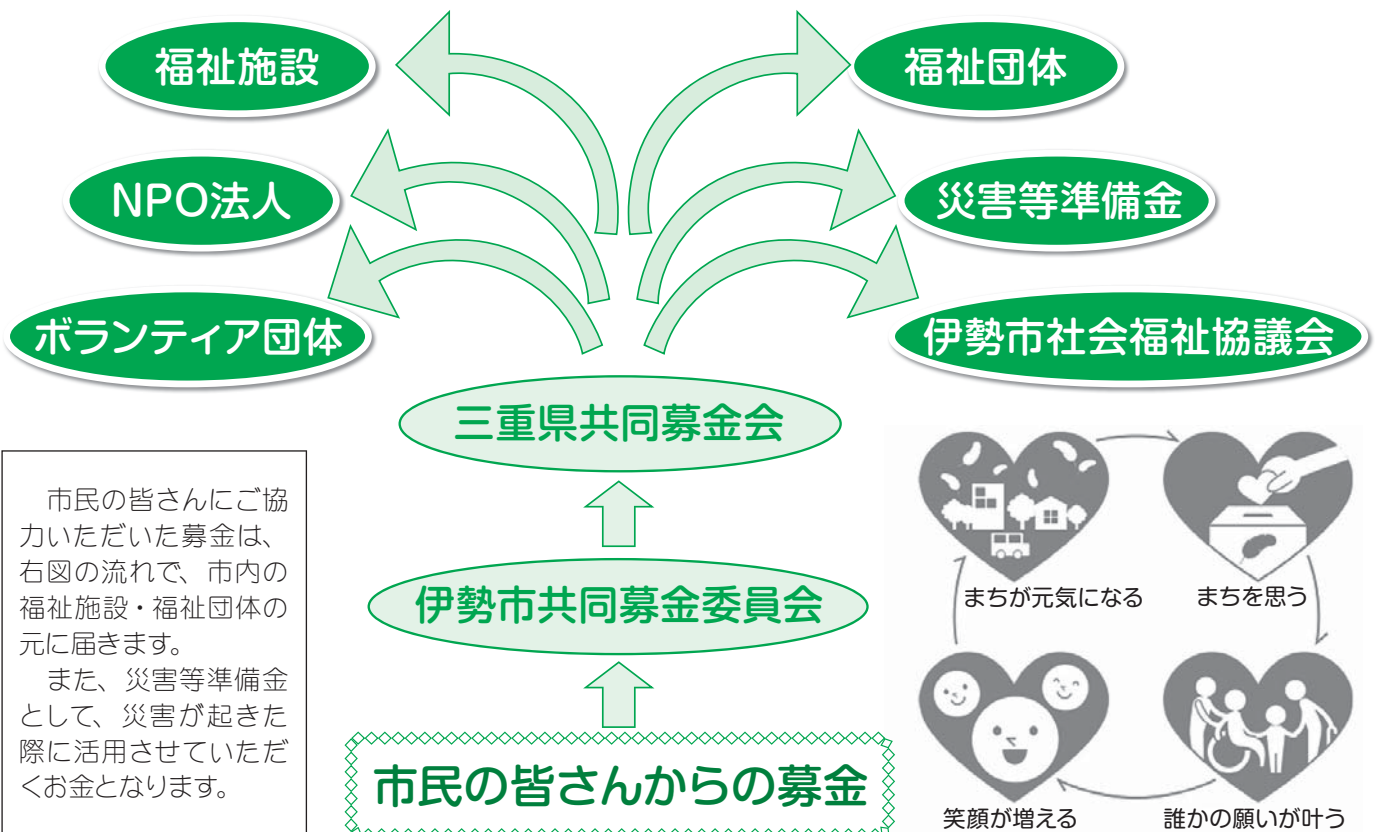 福祉施設
福祉団体
NPO法人
災害等準備金
ボランティア団体
伊勢市社会福祉協議会
三重県共同募金会
伊勢市共同募金委員会
市民の皆さんからの募金
　市民の皆さんにご協
力いただいた募金は、
右図の流れで、市内の
福祉施設・福祉団体の
元に届きます。
　また、災害等準備金
として、災害が起きた
際に活用させていただ
くお金となります。
まちが元気になる
まちを思う
笑顔が増える
誰かの願いが叶う